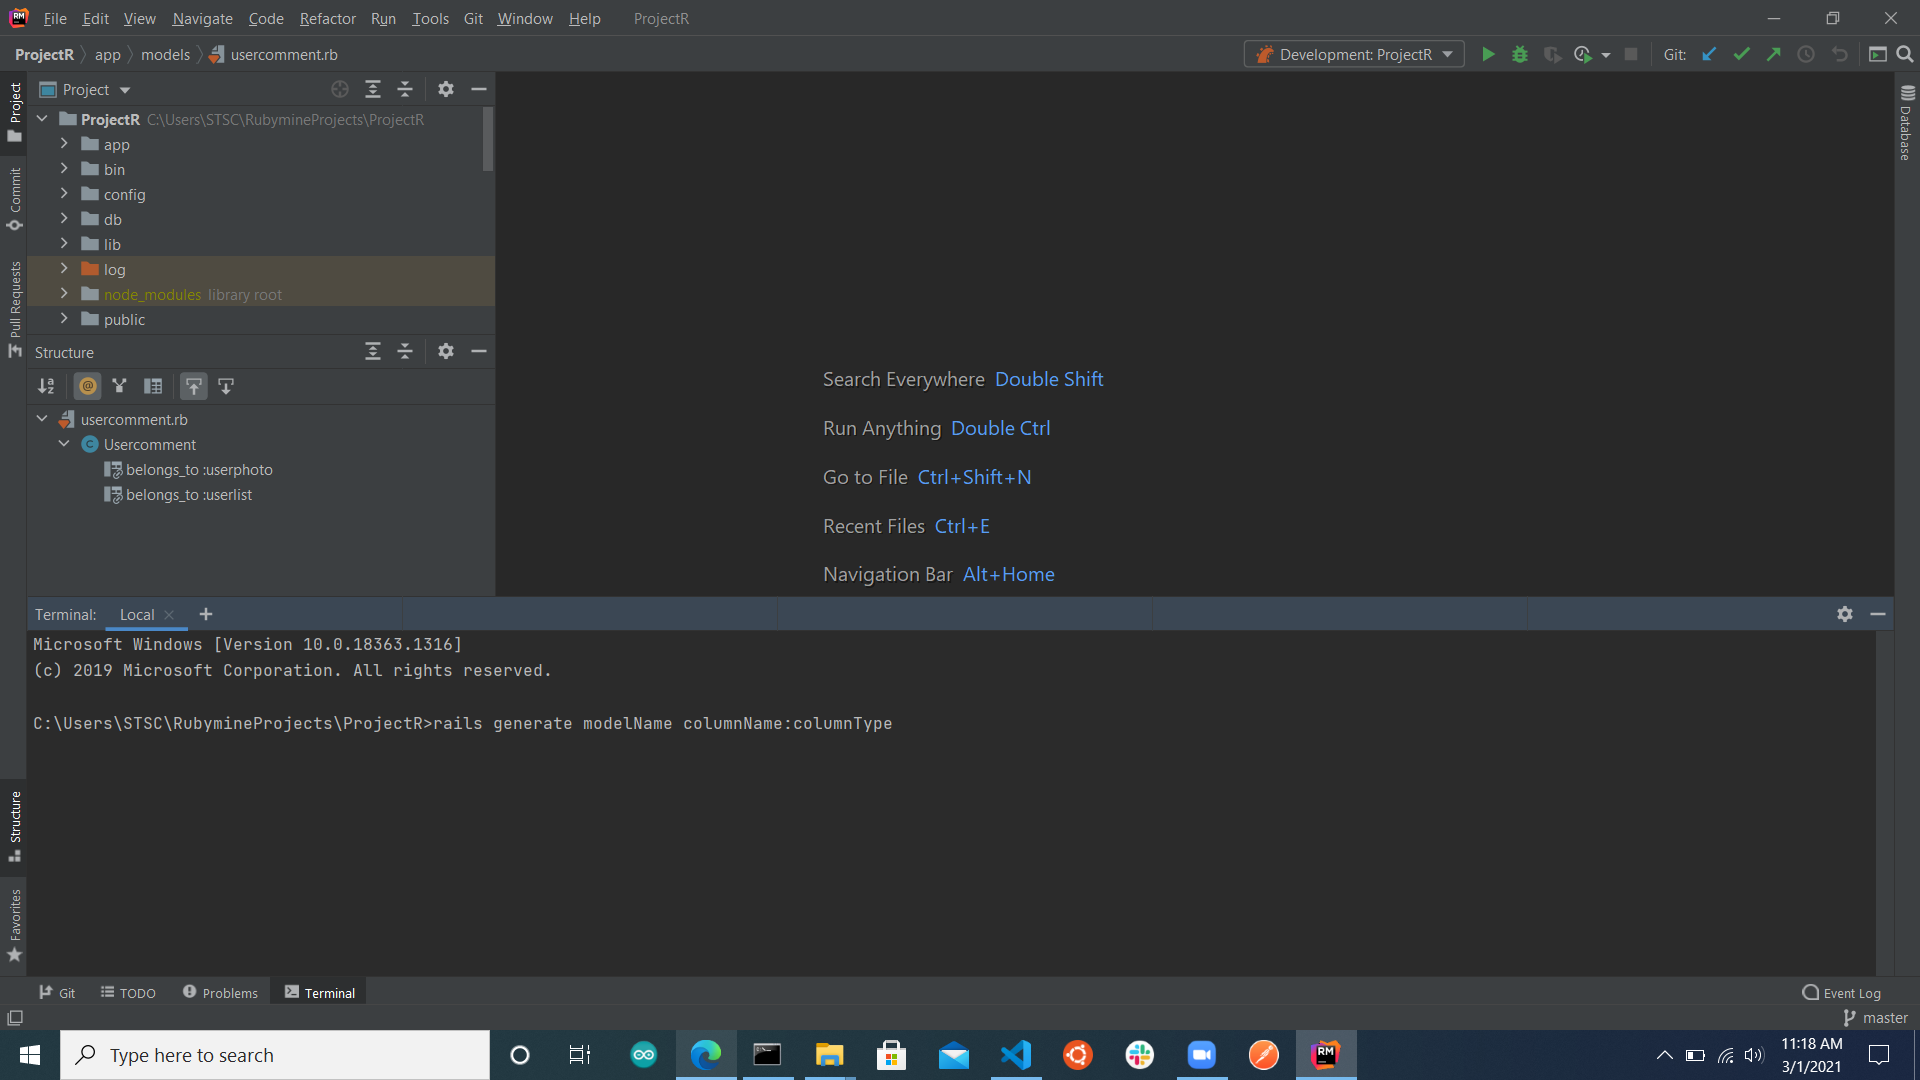 File Edit View Navigate Code Refactor Run Tools Git Window Help ProjectR
ProjectR app models usercomment.rb
Development: ProjectR Git:
Project
ProjectR C:\Users\STSC\RubymineProjects\ProjectR
app
bin
config
db
lib
log
node_modules library root
public
Structure
usercomment.rb
Usercomment
belongs_to :userphoto
belongs_to :userlist
Project
Commit
Pull Requests
Structure
Favorites
Database
Search Everywhere Double Shift
Run Anything Double Ctrl
Go to File Ctrl+Shift+N
Recent Files Ctrl+E
Navigation Bar Alt+Home
Terminal: Local
Microsoft Windows [Version 10.0.18363.1316]
(c) 2019 Microsoft Corporation. All rights reserved.
C:\Users\STSC\RubymineProjects\ProjectR>rails generate modelName columnName:columnType
Git TODO Problems Terminal Event Log
master
Type here to search
11:18 AM
3/1/2021